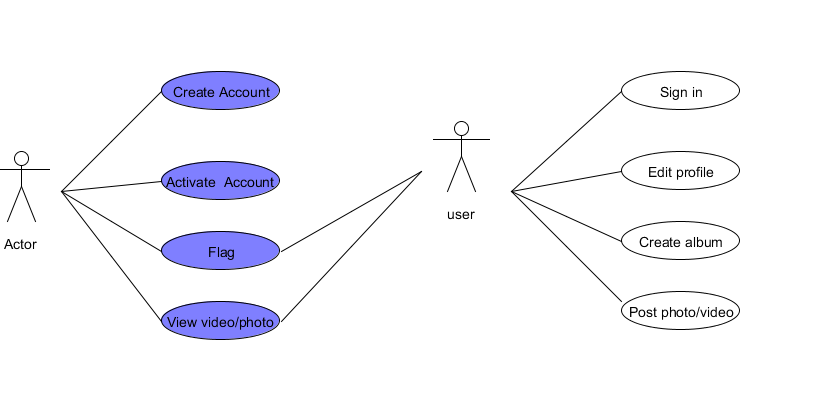 Create Account
Activate  Account
Flag
View video/photo
Actor
user
Sign in
Edit profile
Create album
Post photo/video